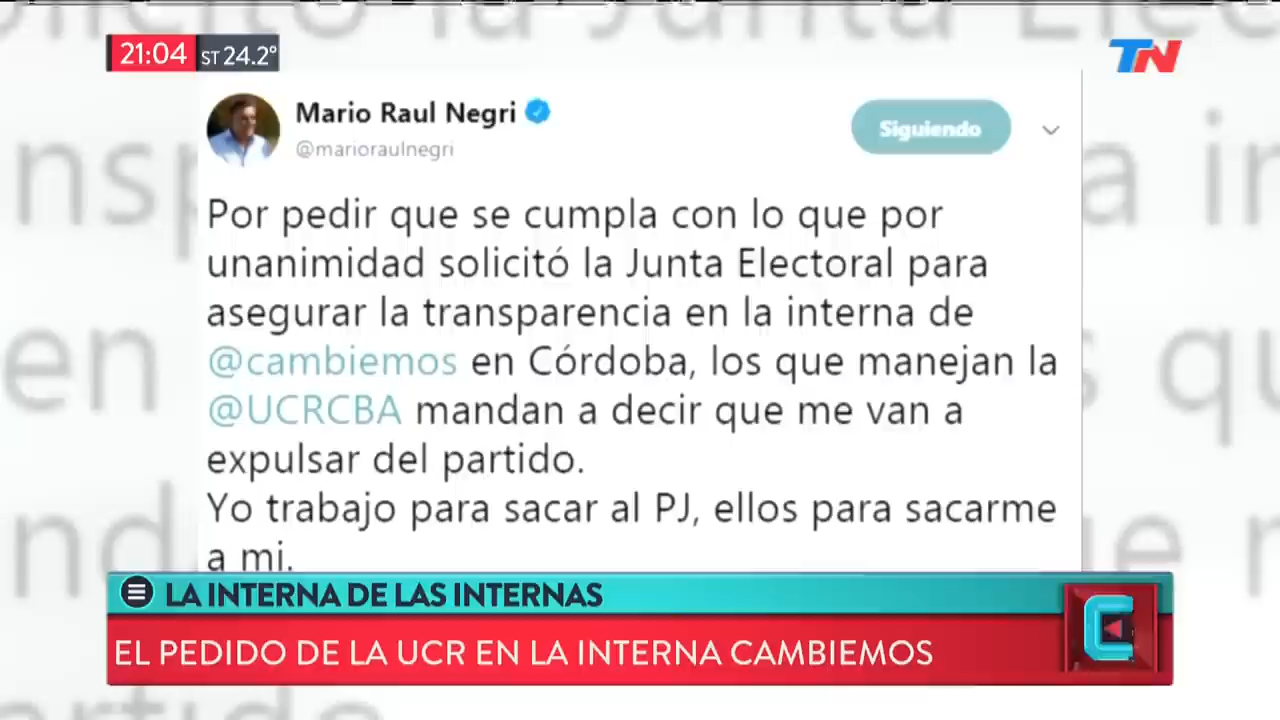 21:04 ST 24.2°
TN
Mario Raul Negri
Siguiendo
@marioraulnegri
Por pedir que se cumpla con lo que por
unanimidad solicitó la Junta Electoral para
asegurar la transparencia en la interna de
@cambiemos en Córdoba, los que manejan la
@UCRCBA mandan a decir que me van a
expulsar del partido.
Yo trabajo para sacar al PJ, ellos para sacarme
a mi.
LA INTERNA DE LAS INTERNAS
EL PEDIDO DE LA UCR EN LA INTERNA CAMBIEMOS